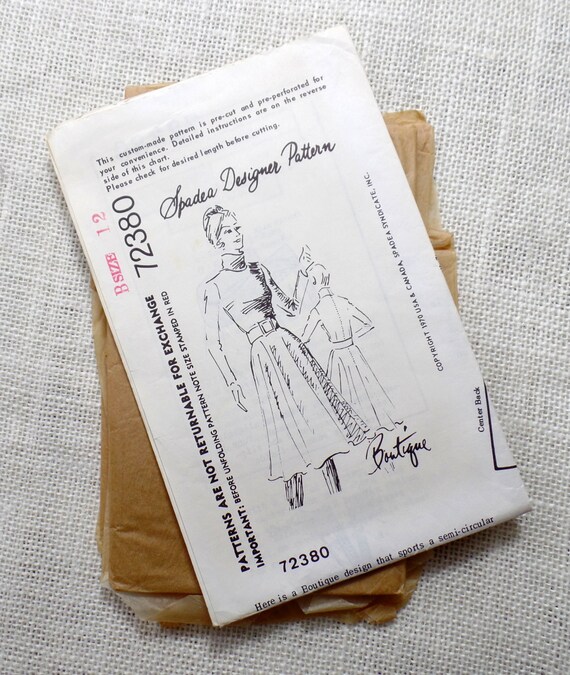 This custom-made pattern is pre-cut and pre-perforated for
your convenience. Detailed instructions are on the reverse
side of this chart.
Please check for desired length before cutting.
B SIZE 12
72380
Spadea Designer Pattern
PATTERNS ARE NOT RETURNABLE FOR EXCHANGE
IMPORTANT: BEFORE UNFOLDING PATTERN NOTE SIZE STAMPED IN RED
COPYRIGHT 1970 USA & CANADA, SPADEA SYNDICATE, INC.
Center Back
Boutique
72380
Here is a Boutique design that sports a semi-circular